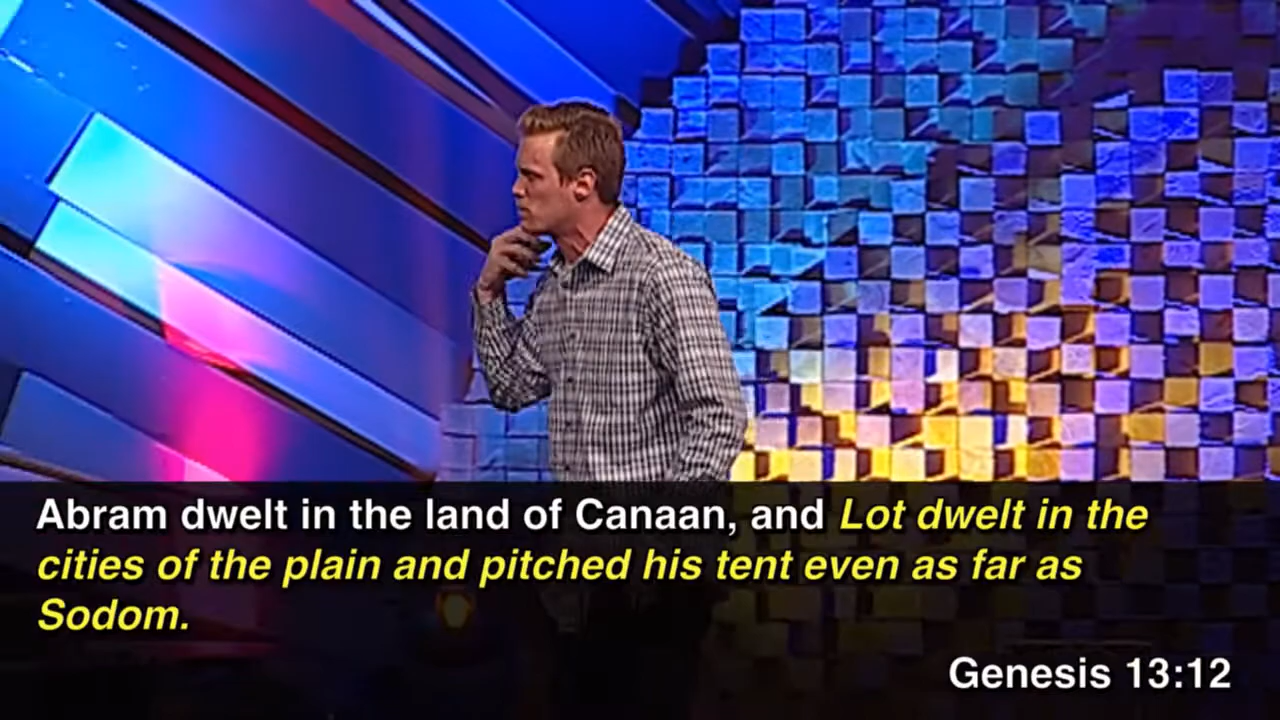 Abram dwelt in the land of Canaan, and Lot dwelt in the
cities of the plain and pitched his tent even as far as
Sodom.
Genesis 13:12